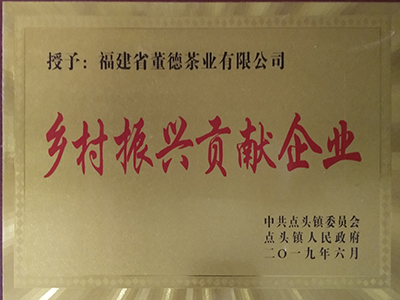 授予：福建省董德茶业有限公司
乡村振兴贡献企业
中共点头镇委员会
点头镇人民政府
二〇一九年六月